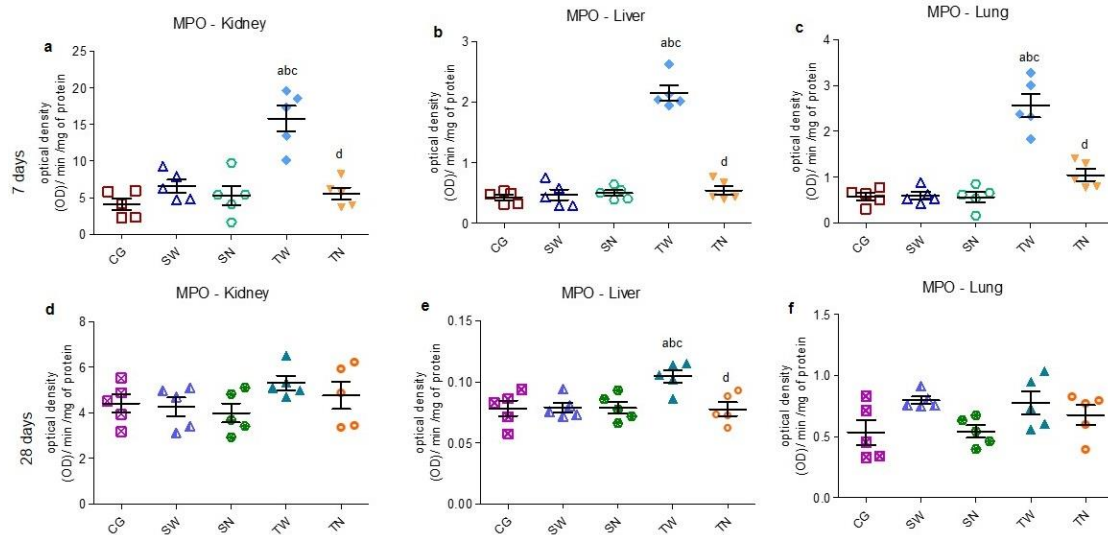 MPO - Kidney
a
optical density
(OD)/ min /mg of protein
25
20
15
10
5
0
abc
d
CG
SW
SN
TW
TN
MPO - Liver
b
optical density
(OD)/ min /mg of protein
3
2
1
0
abc
d
CG
SW
SN
TW
TN
MPO - Lung
c
optical density
(OD)/ min /mg of protein
4
3
2
1
0
abc
d
CG
SW
SN
TW
TN
7 days
MPO - Kidney
d
optical density
(OD)/ min /mg of protein
8
6
4
2
0
CG
SW
SN
TW
TN
MPO - Liver
e
optical density
(OD)/ min /mg of protein
0.15
0.10
0.05
0.00
abc
d
CG
SW
SN
TW
TN
MPO - Lung
f
optical density
(OD)/ min /mg of protein
1.5
1.0
0.5
0.0
CG
SW
SN
TW
TN
28 days